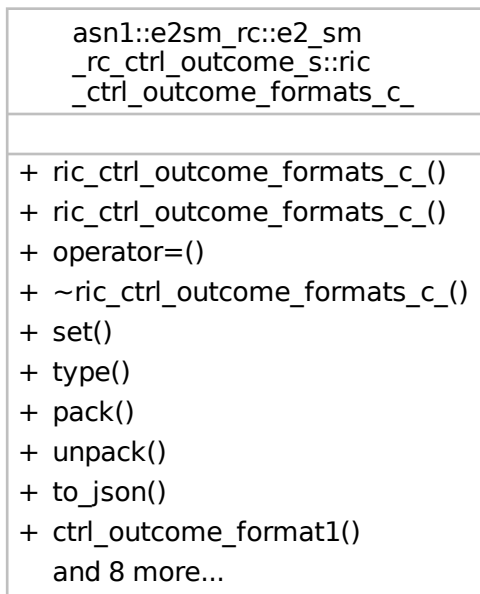 asn1::e2sm_rc::e2_sm
_rc_ctrl_outcome_s::ric
_ctrl_outcome_formats_c_
+ ric_ctrl_outcome_formats_c_()
+ ric_ctrl_outcome_formats_c_()
+ operator=()
+ ~ric_ctrl_outcome_formats_c_()
+ set()
+ type()
+ pack()
+ unpack()
+ to_json()
+ ctrl_outcome_format1()
and 8 more...